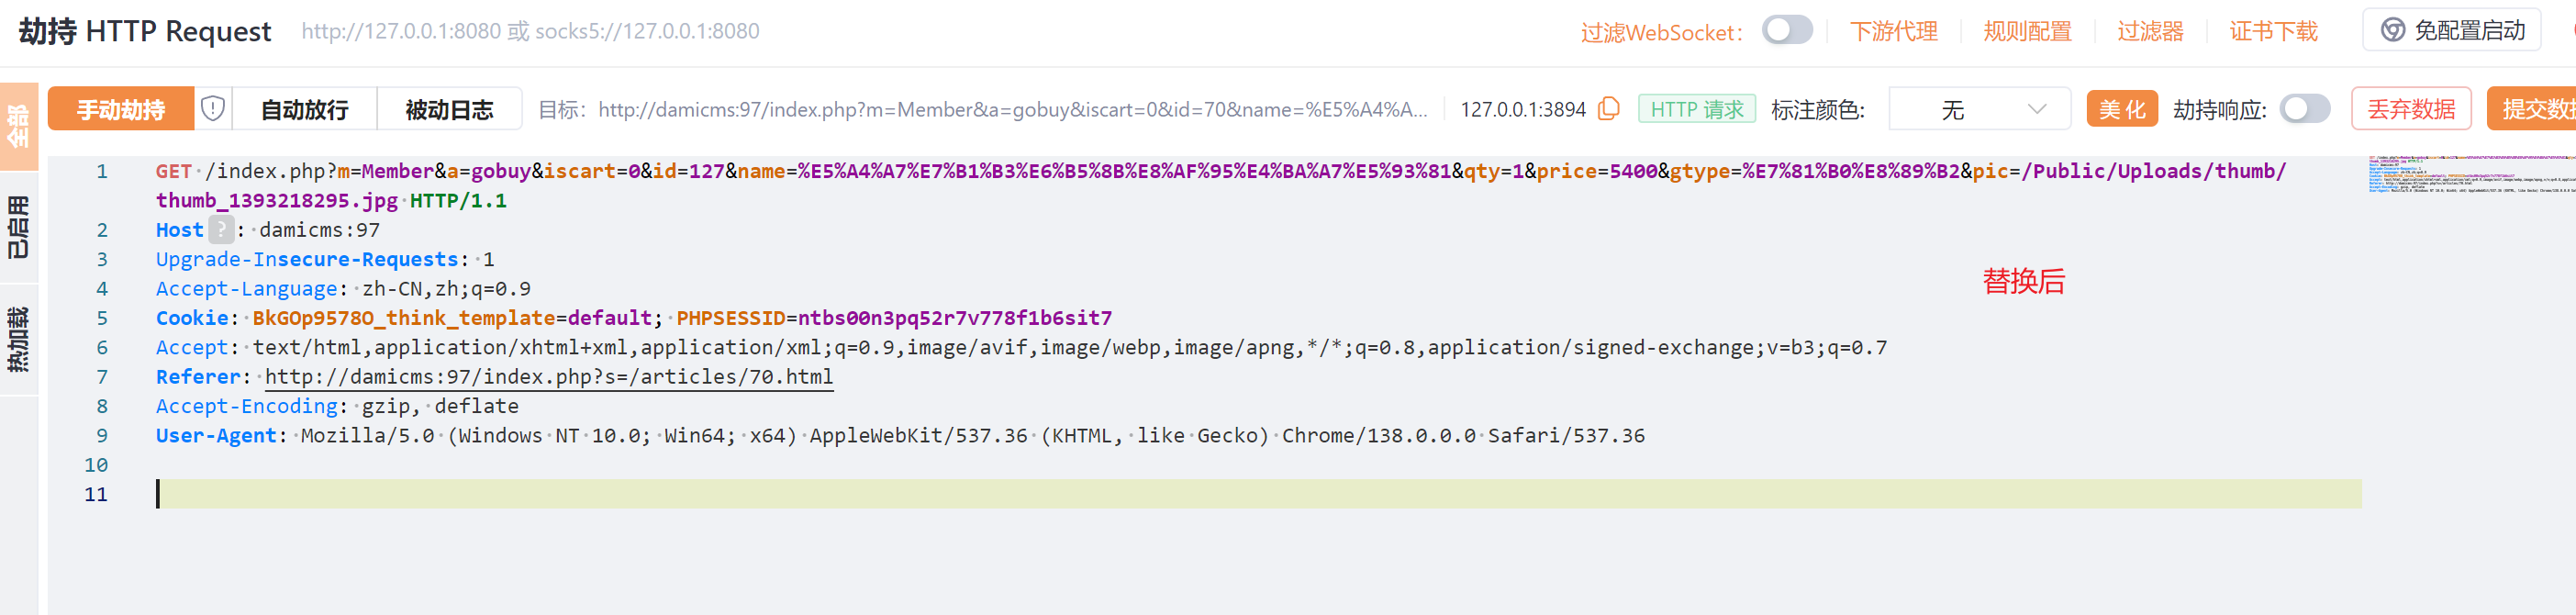 劫持 HTTP Request http://127.0.0.1:8080 或 socks5://127.0.0.1:8080 过滤WebSocket: 下游代理 规则配置 过滤器 证书下载 免配置启动
全部
已启用
热加载
手动劫持 自动放行 被动日志 目标: http://damicms:97/index.php?m=Member&a=gobuy&iscart=0&id=70&name=%E5%A4%A... 127.0.0.1:3894 HTTP 请求 标注颜色: 无 美 化 劫持响应: 丢弃数据 提交数
1 GET /index.php?m=Member&a=gobuy&iscart=0&id=127&name=%E5%A4%A7%E7%B1%B3%E6%B5%8B%E8%AF%95%E4%BA%A7%E5%93%81&qty=1&price=5400&gtype=%E7%81%B0%E8%89%B2&pic=/Public/Uploads/thumb/
thumb_1393218295.jpg HTTP/1.1
2 Host ? : damicms:97
3 Upgrade-Insecure-Requests: 1
替换后
4 Accept-Language: zh-CN,zh;q=0.9
5 Cookie: BkGOp9578O_think_template=default; PHPSESSID=ntbs00n3pq52r7v778f1b6sit7
6 Accept: text/html,application/xhtml+xml,application/xml;q=0.9,image/avif,image/webp,image/apng,*/*;q=0.8,application/signed-exchange;v=b3;q=0.7
7 Referer: http://damicms:97/index.php?s=/articles/70.html
8 Accept-Encoding: gzip, deflate
9 User-Agent: Mozilla/5.0 (Windows NT 10.0; Win64; x64) AppleWebKit/537.36 (KHTML, like Gecko) Chrome/138.0.0.0 Safari/537.36
10
11